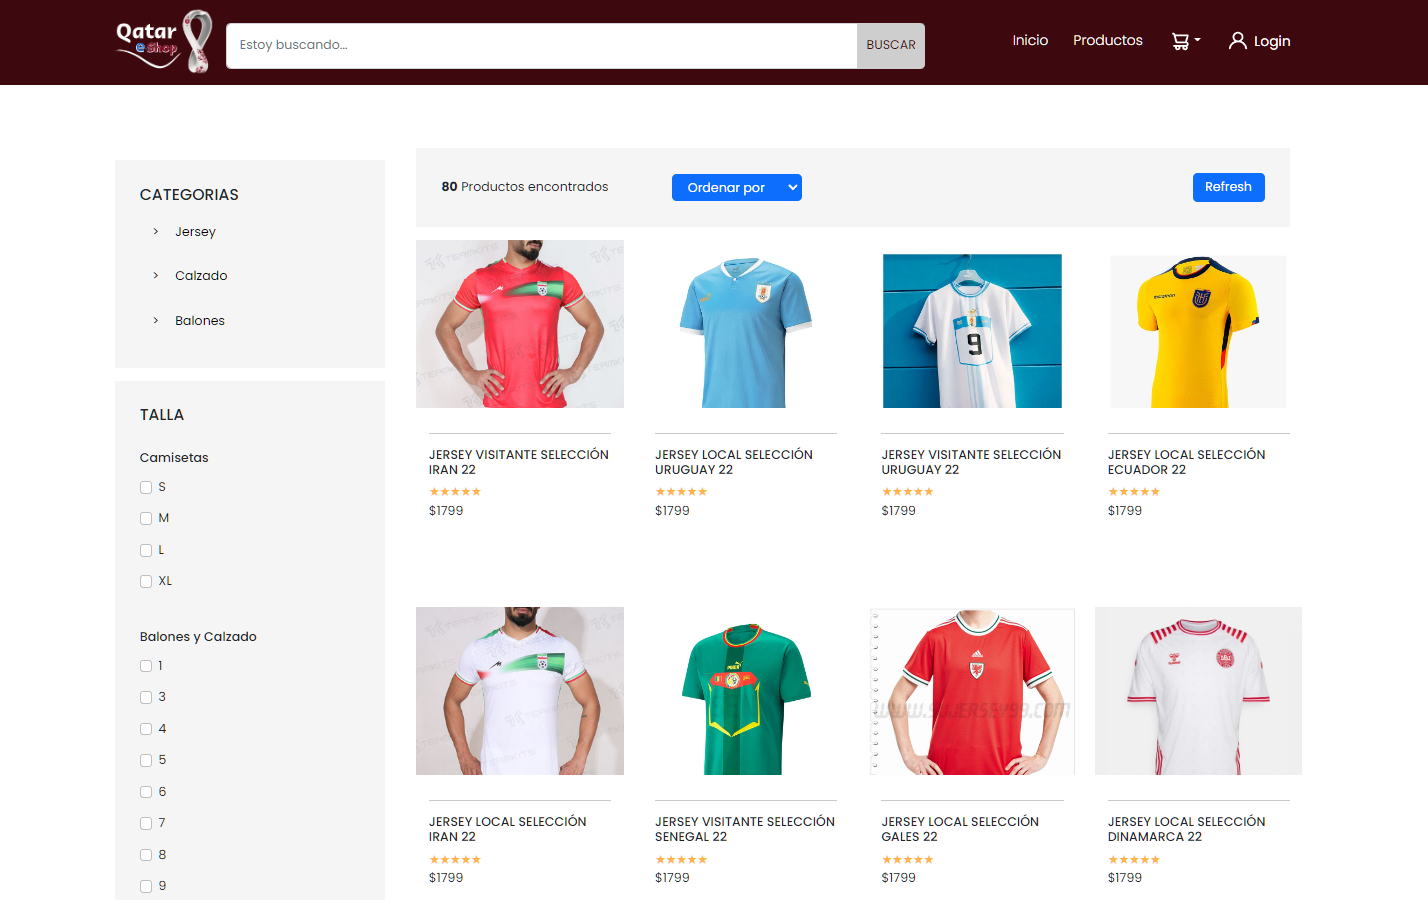 Qatar
@Shop
Estoy buscando...
BUSCAR
Inicio
Productos
Login
CATEGORIAS
> Jersey
> Calzado
> Balones
TALLA
Camisetas
S
M
L
XL
Balones y Calzado
1
3
4
5
6
7
8
9
80 Productos encontrados
Ordenar por
Refresh
JERSEY VISITANTE SELECCIÓN
IRAN 22
★★★★★
$1799
9
JERSEY LOCAL SELECCIÓN
URUGUAY 22
★★★★★
$1799
JERSEY VISITANTE SELECCIÓN
URUGUAY 22
★★★★★
$1799
JERSEY LOCAL SELECCIÓN
ECUADOR 22
★★★★★
$1799
JERSEY LOCAL SELECCIÓN
IRAN 22
★★★★★
$1799
JERSEY VISITANTE SELECCIÓN
SENEGAL 22
★★★★★
$1799
JERSEY LOCAL SELECCIÓN
GALES 22
★★★★★
$1799
JERSEY LOCAL SELECCIÓN
DINAMARCA 22
★★★★★
$1799